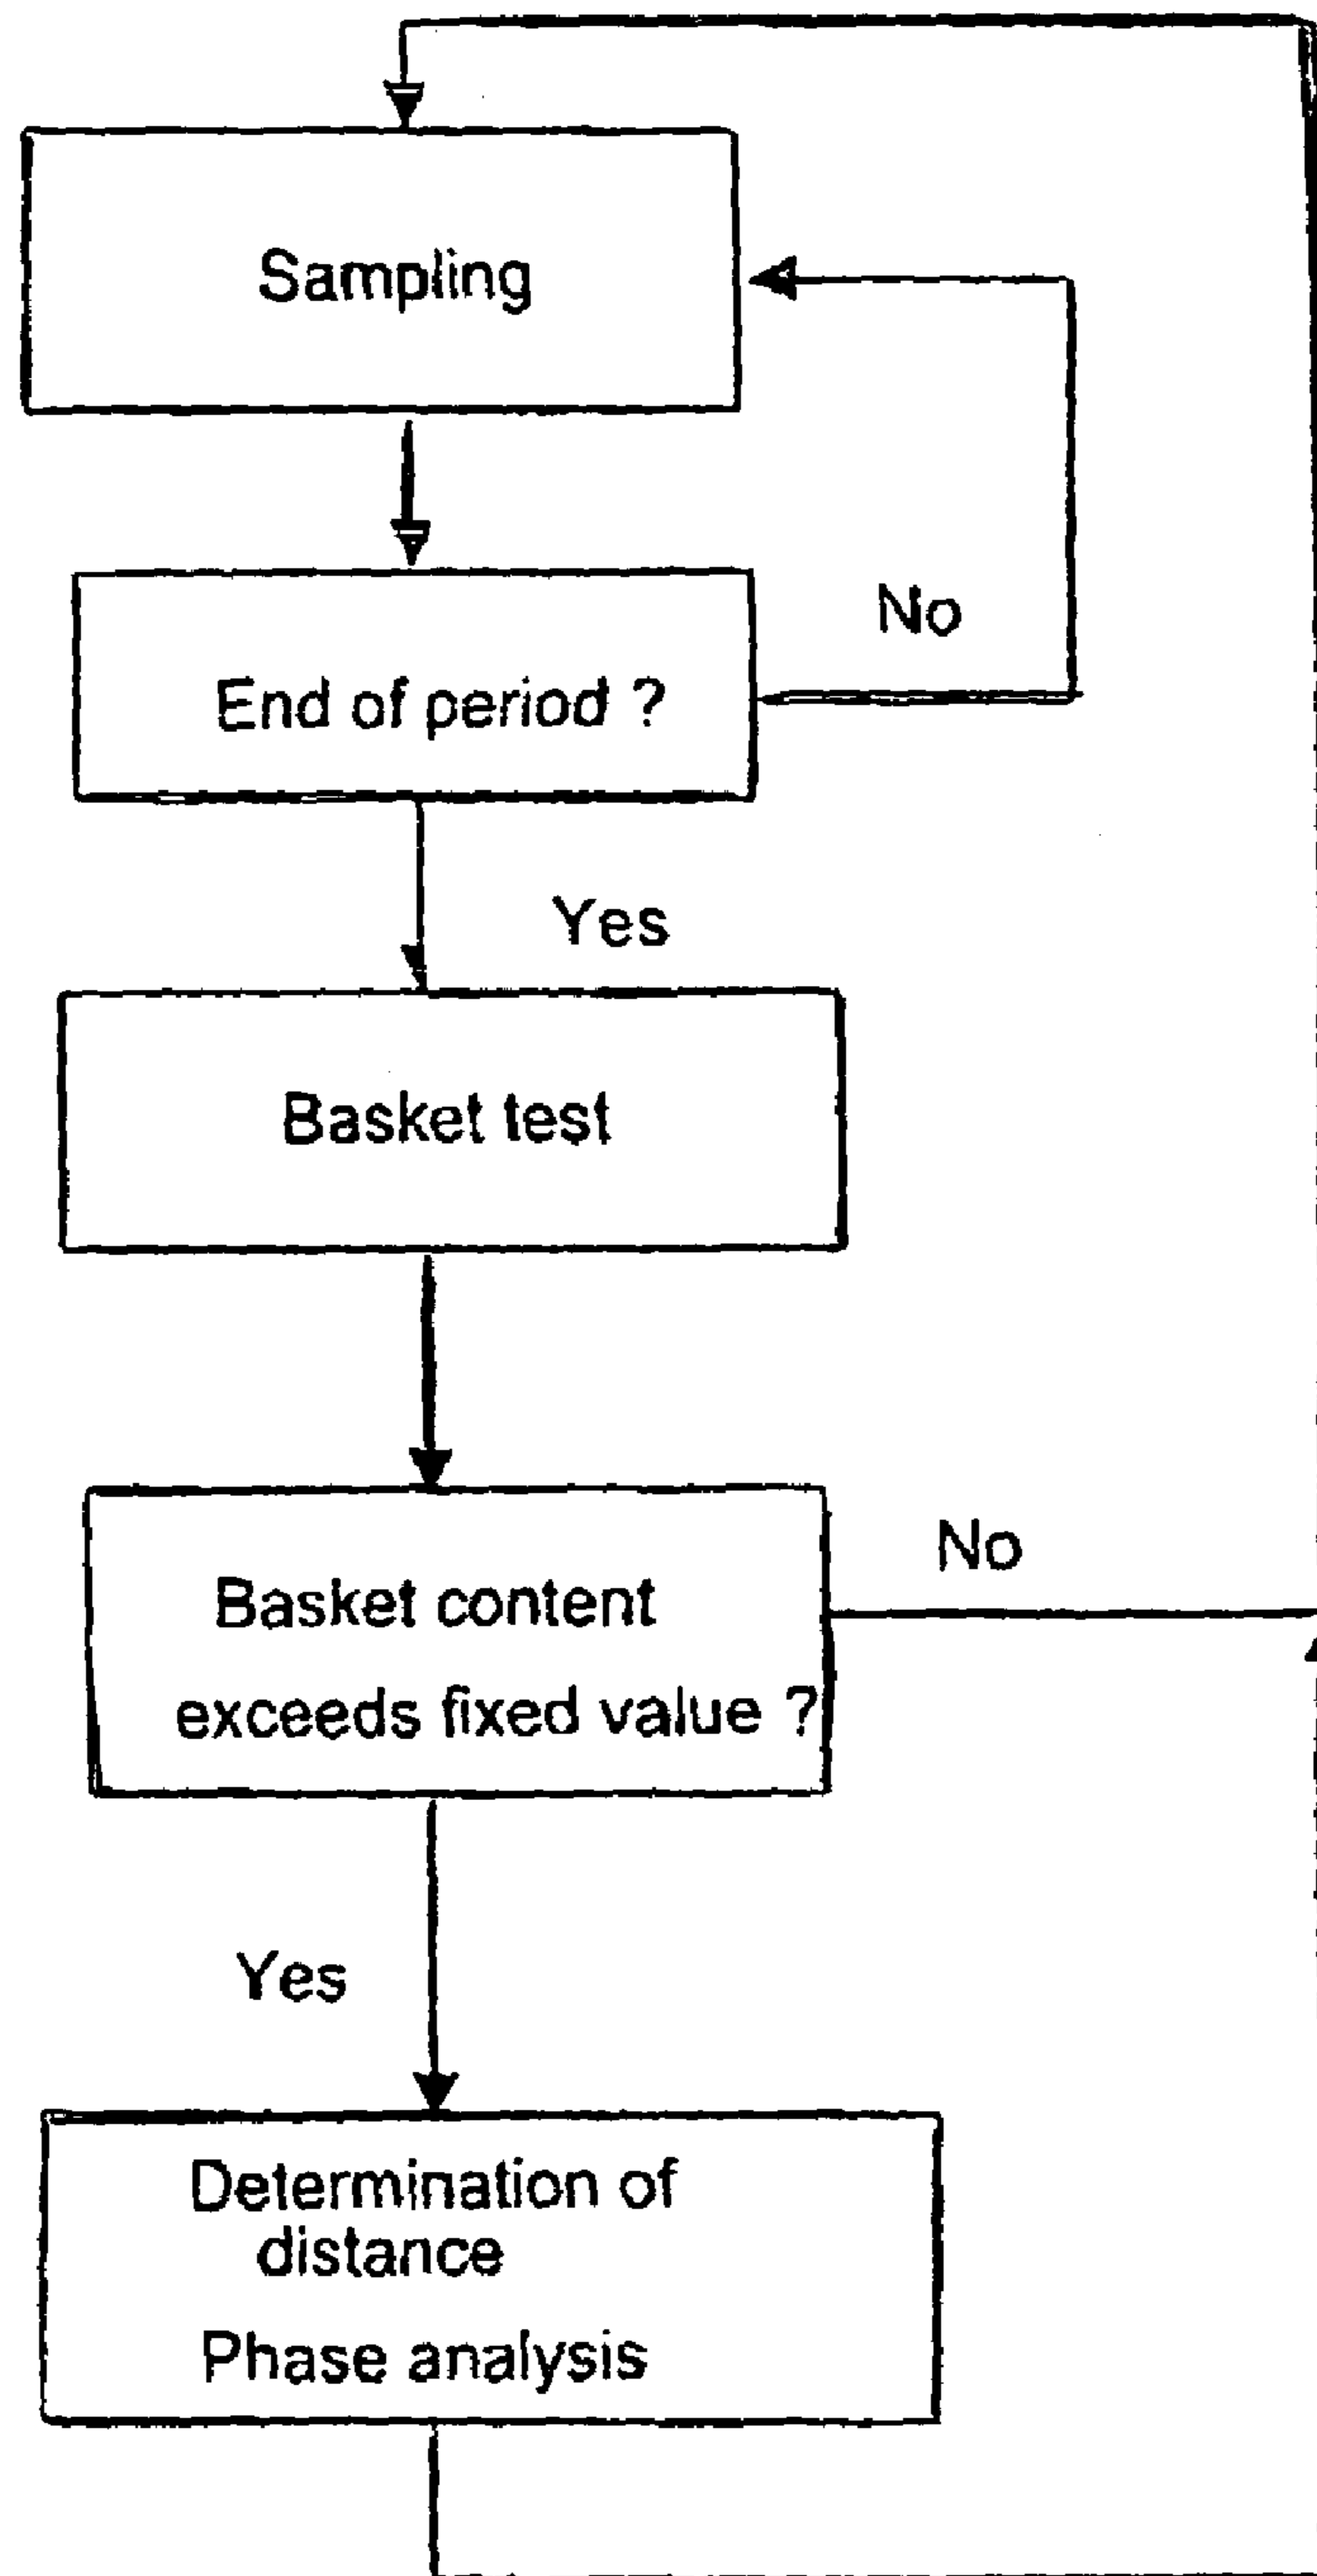 Sampling
No
End of period ?
Yes
Basket test
No
Basket content
exceeds fixed value ?
Yes
Determination of
distance
Phase analysis